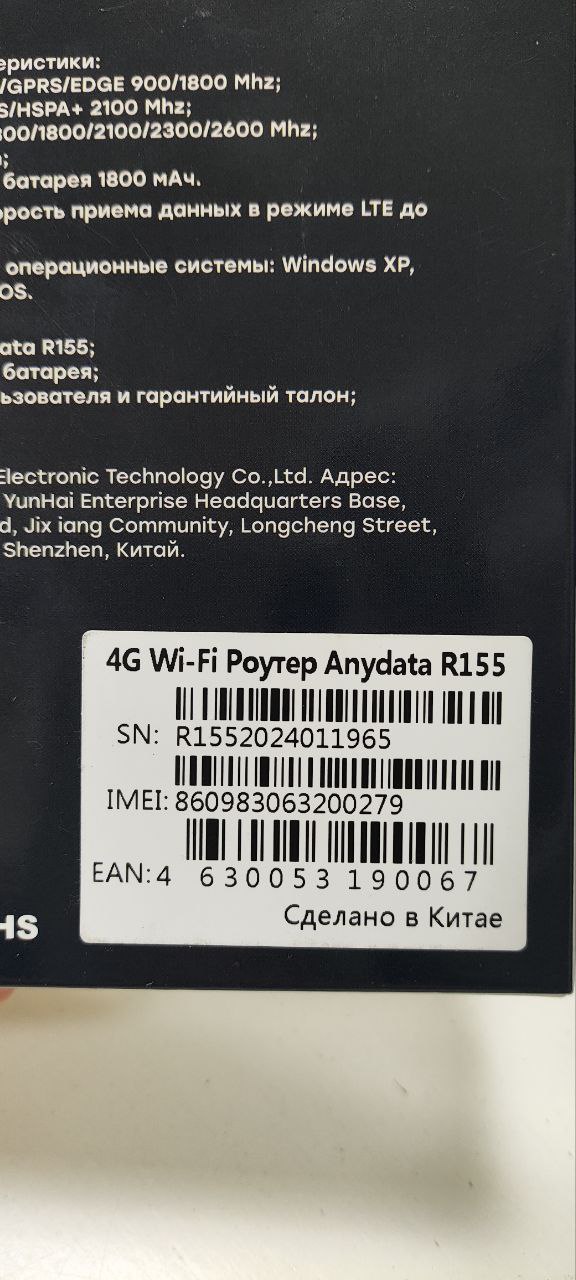 еристики:
/GPRS/EDGE 900/1800 Mhz;
S/HSPA+ 2100 Mhz;
800/1800/2100/2300/2600 Mhz;
;
батарея 1800 мАч.
орость приема данных в режиме LTE до
операционные системы: Windows XP,
OS.
ata R155;
батарея;
ьзователя и гарантийный талон;
Electronic Technology Co.,Ltd. Адрес:
YunHai Enterprise Headquarters Base,
d, Jix iang Community, Longcheng Street,
Shenzhen, Китай.
4G Wi-Fi Роутер Anydata R155
SN: R1552024011965
IMEI: 860983063200279
EAN: 4 630053 190067
HS
Сделано в Китае